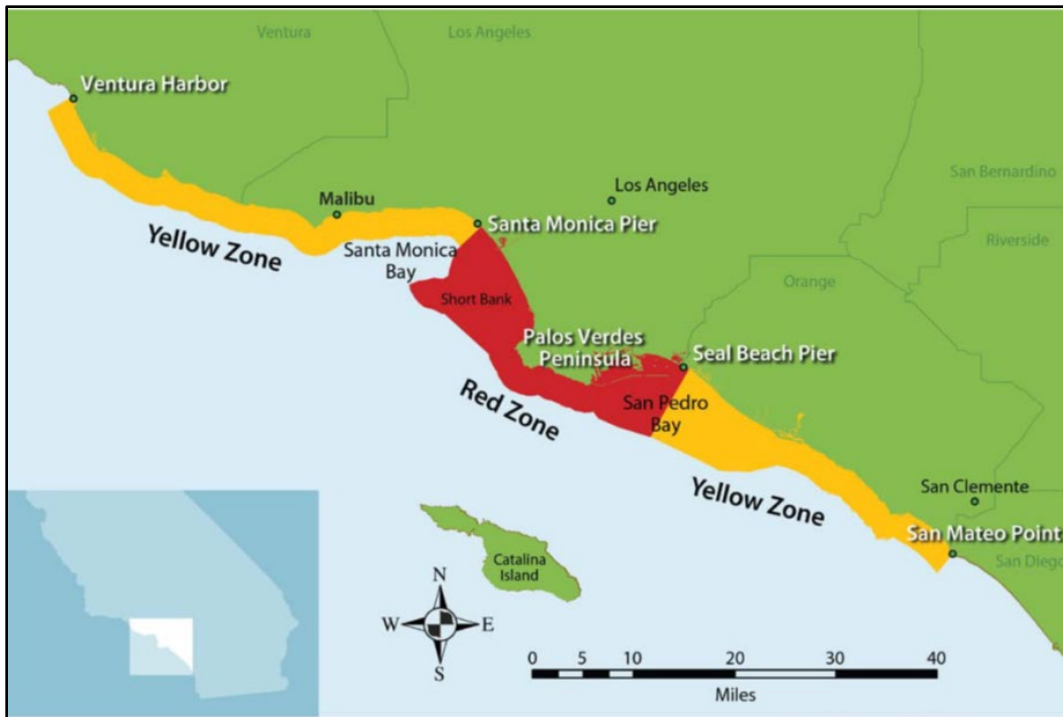 Ventura
Los Angeles
Ventura Harbor
San Bernardino
Los Angeles
Malibu
Santa Monica Pier
Yellow Zone
Santa Monica
Bay
Riverside
Orange
Short Bank
Palos Verdes
Peninsula
Seal Beach Pier
Red Zone
San Pedro
Bay
Yellow Zone
San Clemente
San Mateo Point
San Diego
Catalina
Island
N
W
E
S
0 5 10 20 30 40
Miles